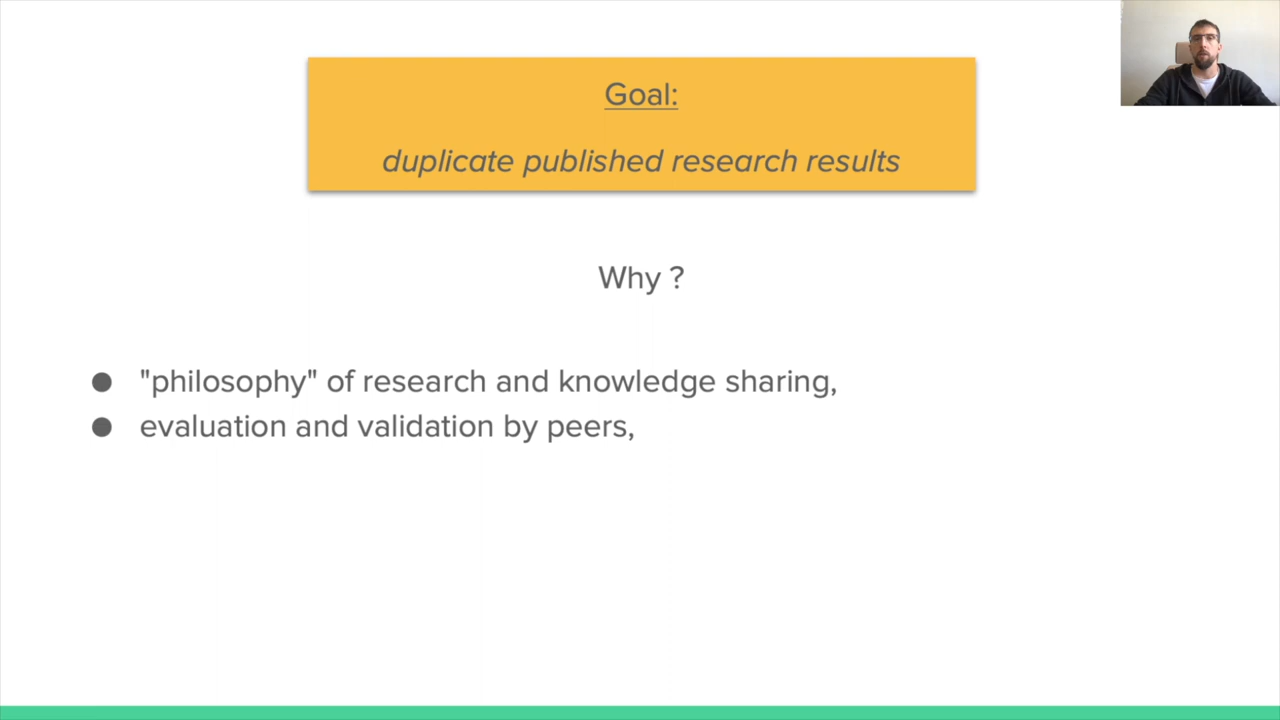 Goal:
duplicate published research results
Why ?
● "philosophy" of research and knowledge sharing,
● evaluation and validation by peers,